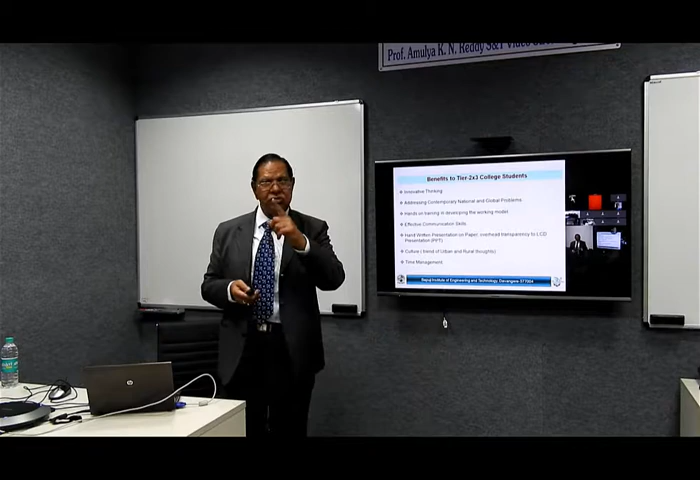 Prof. Amulya K. N. Reddy S&T Video
Benefits to Tier-2x3 College Students
Innovative Thinking
Addressing Contemporary National and Global Problems
Hands on training in developing the working model
Effective Communication Skills
Hand Written Presentation on Paper, overhead transparency to LCD
Presentation (PPT)
Culture ( blend of Urban and Rural thoughts)
Time Management
Bapuji Institute of Engineering and Technology, Davangere-577004
hp